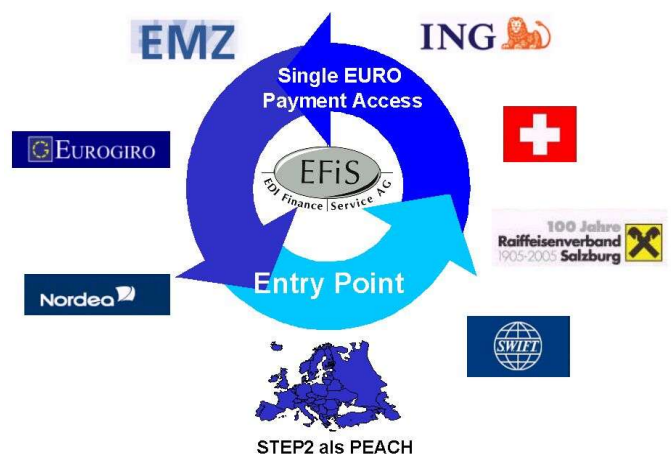 EMZ
ING
Single EURO
Payment Access
EUROGIRO
EFiS
EDI Finance Service AG
100 Jahre
Raiffeisenverband
1905-2005 Salzburg
Nordea
Entry Point
SWIFT
STEP2 als PEACH